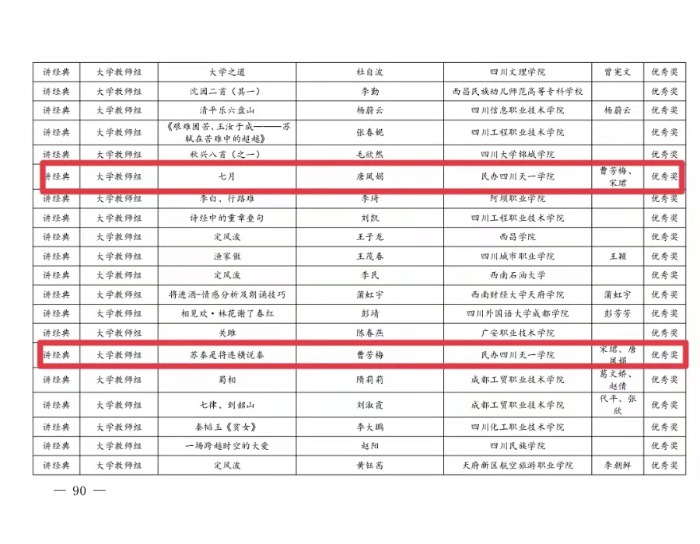 讲经典 大学教师组 大学之道 杜自波 四川文理学院 曾宪文 优秀奖
讲经典 大学教师组 沈园二首（其一） 李勤 西昌民族幼儿师范高等专科学校 优秀奖
讲经典 大学教师组 清平乐六盘山 杨蔚云 四川信息职业技术学院 杨蔚云 优秀奖
讲经典 大学教师组 《艰难困苦、玉汝于成———苏
轼在苦难中的超越》 张春妮 四川工程职业技术学院 优秀奖
讲经典 大学教师组 秋兴八首（之一） 毛欣然 四川大学锦城学院 优秀奖
讲经典 大学教师组 七月 唐凤娟 民办四川天一学院 曹芳梅、
宋珺 优秀奖
讲经典 大学教师组 李白、行路难 李琦 阿坝职业学院 优秀奖
讲经典 大学教师组 诗经中的重章叠句 刘凯 四川工程职业技术学院 优秀奖
讲经典 大学教师组 定风波 王子龙 西昌学院 优秀奖
讲经典 大学教师组 渔家傲 王茂春 四川城市职业学院 王颖 优秀奖
讲经典 大学教师组 定风波 李民 西南石油大学 优秀奖
讲经典 大学教师组 将进酒-情感分析及朗诵技巧 蒲虹宇 西南财经大学天府学院 蒲虹宇 优秀奖
讲经典 大学教师组 相见欢·林花谢了春红 彭靖 四川外国语大学成都学院 彭芳芳 优秀奖
讲经典 大学教师组 关雎 陈春燕 广安职业技术学院 优秀奖
讲经典 大学教师组 苏秦是将连横说秦 曹芳梅 民办四川天一学院 宋珺、唐
凤娟 优秀奖
讲经典 大学教师组 蜀相 隋莉莉 成都工贸职业技术学院 葛文娇、
赵倩 优秀奖
讲经典 大学教师组 七律、到韶山 刘淑霞 成都工贸职业技术学院 代平、张
欣 优秀奖
讲经典 大学教师组 秦韬玉《贫女》 李大鹏 四川化工职业技术学院 优秀奖
讲经典 大学教师组 一场跨越时空的大爱 赵阳 四川民族学院 优秀奖
讲经典 大学教师组 定风波 黄钰茜 天府新区航空旅游职业学院 李朝鲜 优秀奖
— 90 —